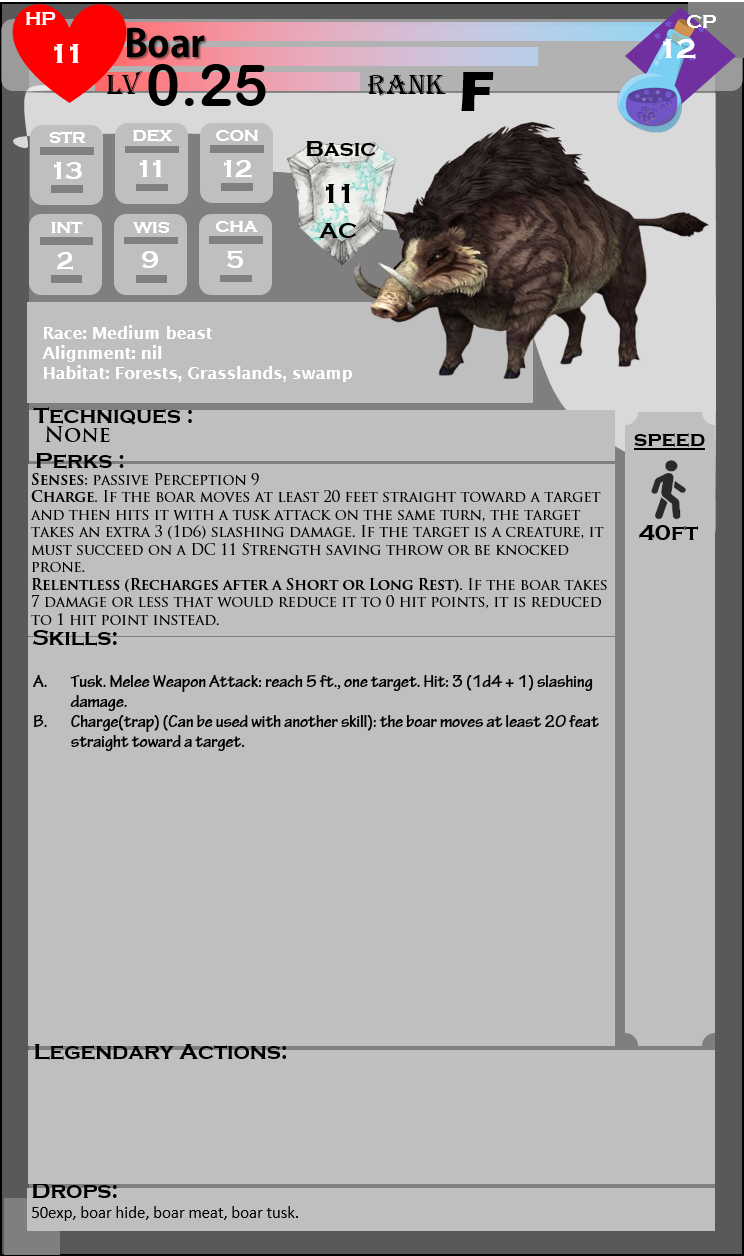 HP
11
Boar
CP
12
LV 0.25 RANK F
STR
13
DEX
11
CON
12
INT
2
WIS
9
CHA
5
BASIC
11
AC
Race: Medium beast
Alignment: nil
Habitat: Forests, Grasslands, swamp
TECHNIQUES :
NONE
PERKS :
SENSES: PASSIVE PERCEPTION 9
CHARGE. IF THE BOAR MOVES AT LEAST 20 FEET STRAIGHT TOWARD A TARGET
AND THEN HITS IT WITH A TUSK ATTACK ON THE SAME TURN, THE TARGET
TAKES AN EXTRA 3 (1D6) SLASHING DAMAGE. IF THE TARGET IS A CREATURE, IT
MUST SUCCEED ON A DC 11 STRENGTH SAVING THROW OR BE KNOCKED
PRONE.
RELENTLESS (RECHARGES AFTER A SHORT OR LONG REST). IF THE BOAR TAKES
7 DAMAGE OR LESS THAT WOULD REDUCE IT TO 0 HIT POINTS, IT IS REDUCED
TO 1 HIT POINT INSTEAD.
SPEED
40FT
SKILLS:
A. Tusk. Melee Weapon Attack: reach 5 ft., one target. Hit: 3 (1d4 + 1) slashing
damage.
B. Charge(trap) (Can be used with another skill): the boar moves at least 20 feat
straight toward a target.
LEGENDARY ACTIONS:
DROPS:
50exp, boar hide, boar meat, boar tusk.